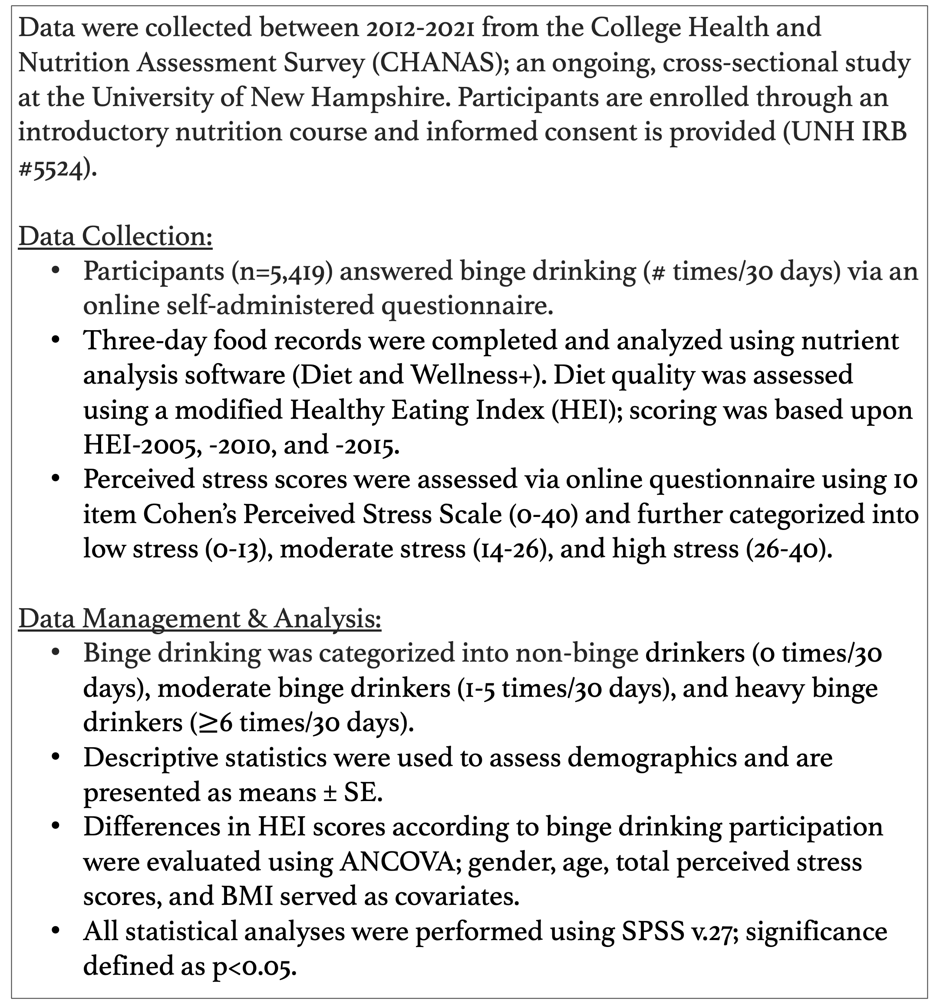 Data were collected between 2012-2021 from the College Health and
Nutrition Assessment Survey (CHANAS); an ongoing, cross-sectional study
at the University of New Hampshire. Participants are enrolled through an
introductory nutrition course and informed consent is provided (UNH IRB
#5524).
Data Collection:
• Participants (n=5,419) answered binge drinking (# times/30 days) via an
online self-administered questionnaire.
• Three-day food records were completed and analyzed using nutrient
analysis software (Diet and Wellness+). Diet quality was assessed
using a modified Healthy Eating Index (HEI); scoring was based upon
HEI-2005, -2010, and -2015.
• Perceived stress scores were assessed via online questionnaire using 10
item Cohen’s Perceived Stress Scale (0-40) and further categorized into
low stress (0-13), moderate stress (14-26), and high stress (26-40).
Data Management & Analysis:
• Binge drinking was categorized into non-binge drinkers (0 times/30
days), moderate binge drinkers (1-5 times/30 days), and heavy binge
drinkers (≥6 times/30 days).
• Descriptive statistics were used to assess demographics and are
presented as means ± SE.
• Differences in HEI scores according to binge drinking participation
were evaluated using ANCOVA; gender, age, total perceived stress
scores, and BMI served as covariates.
• All statistical analyses were performed using SPSS v.27; significance
defined as p<0.05.